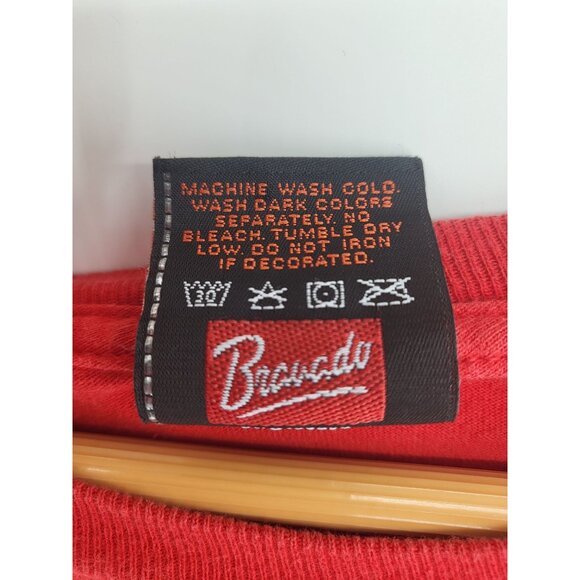 MACHINE WASH COLD.
WASH DARK COLORS
SEPARATELY. NO
BLEACH. TUMBLE DRY
LOW. DO NOT IRON
IF DECORATED.
30
Bravado